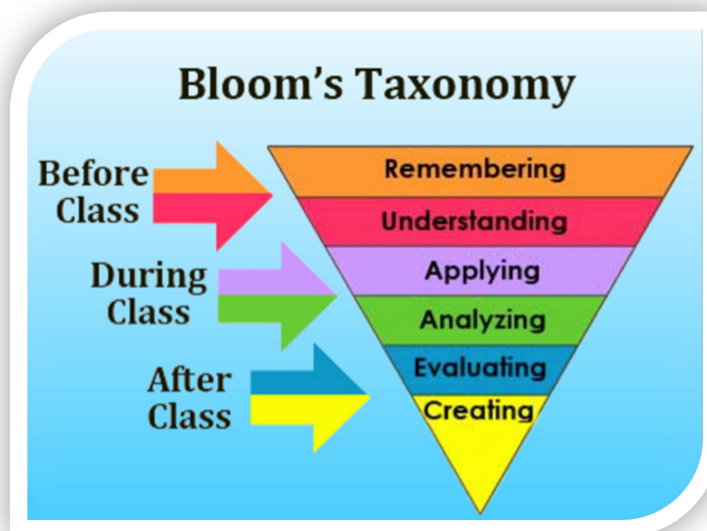 Bloom's Taxonomy
Before
Class
During
Class
After
Class
Remembering
Understanding
Applying
Analyzing
Evaluating
Creating